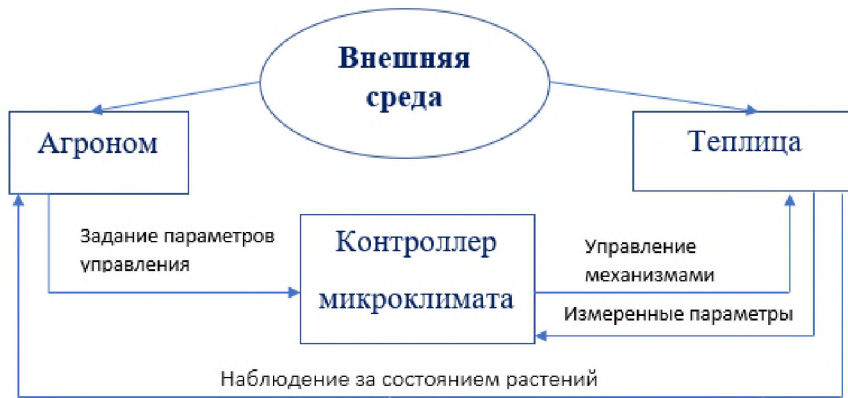 Внешняя
среда
Агроном
Теплица
Задание параметров
управления
Контроллер
микроклимата
Управление
механизмами
Измеренные параметры
Наблюдение за состоянием растений